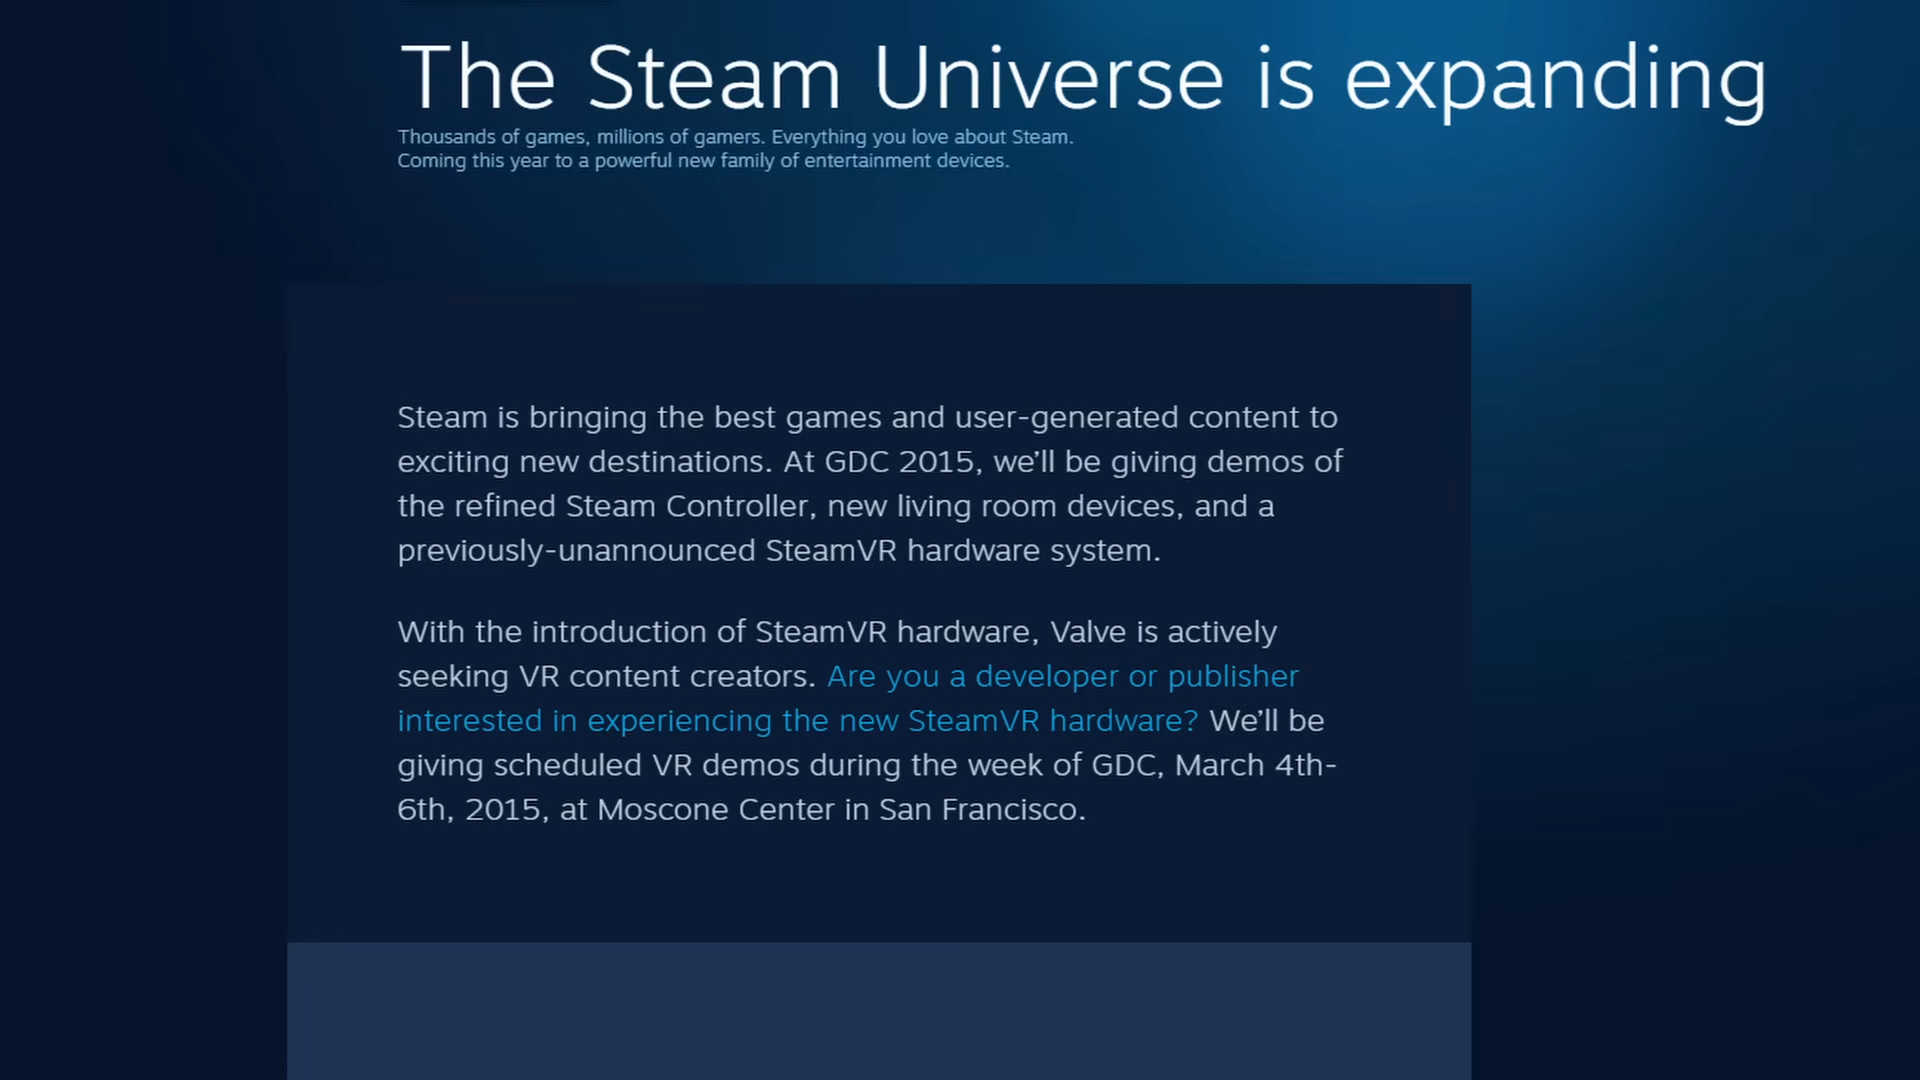 The Steam Universe is expanding
Thousands of games, millions of gamers. Everything you love about Steam.
Coming this year to a powerful new family of entertainment devices.
Steam is bringing the best games and user-generated content to
exciting new destinations. At GDC 2015, we’ll be giving demos of
the refined Steam Controller, new living room devices, and a
previously-unannounced SteamVR hardware system.
With the introduction of SteamVR hardware, Valve is actively
seeking VR content creators. Are you a developer or publisher
interested in experiencing the new SteamVR hardware? We’ll be
giving scheduled VR demos during the week of GDC, March 4th-
6th, 2015, at Moscone Center in San Francisco.